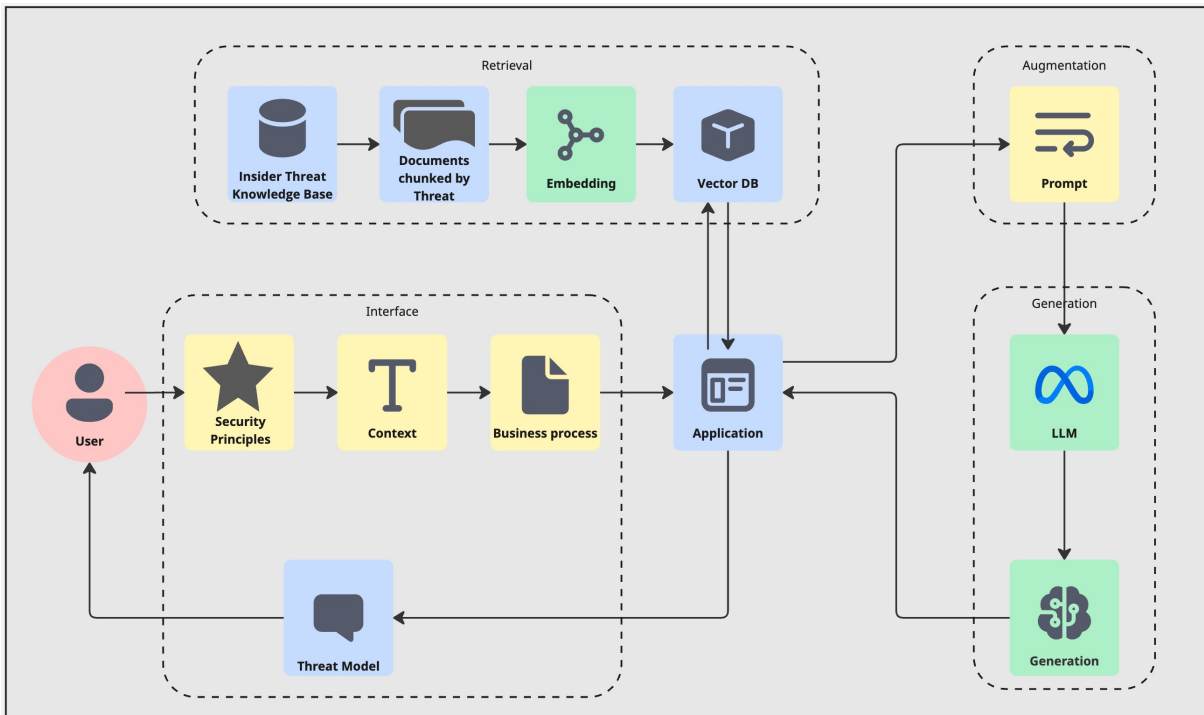 Retrieval
Augmentation
Insider Threat
Knowledge Base
Documents
chunked by
Threat
Embedding
Vector DB
Prompt
Interface
Generation
User
Security
Principles
Context
Business process
Application
LLM
Threat Model
Generation